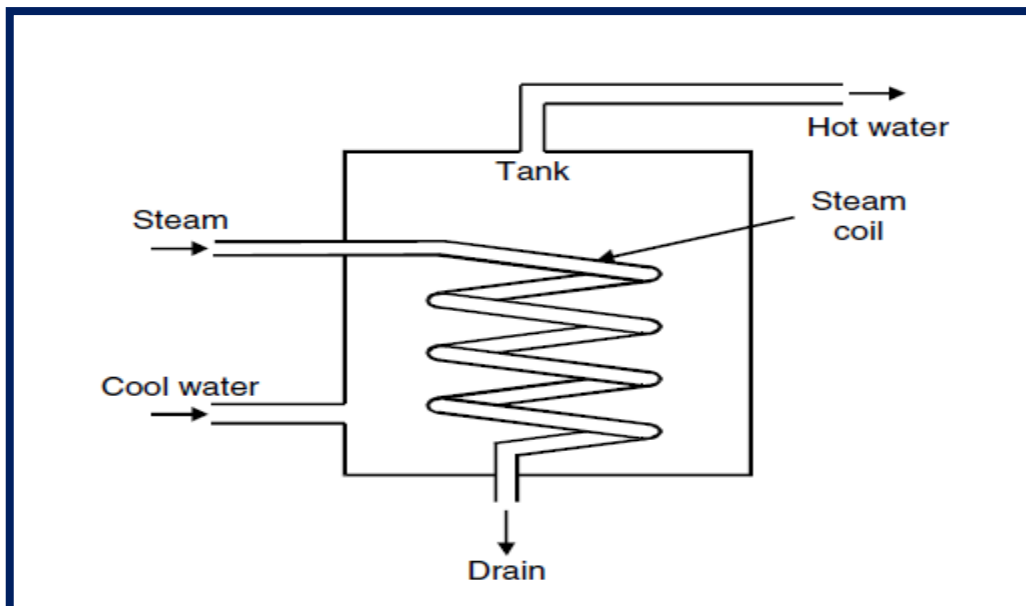 Hot water
Tank
Steam
Steam
coil
Cool water
Drain